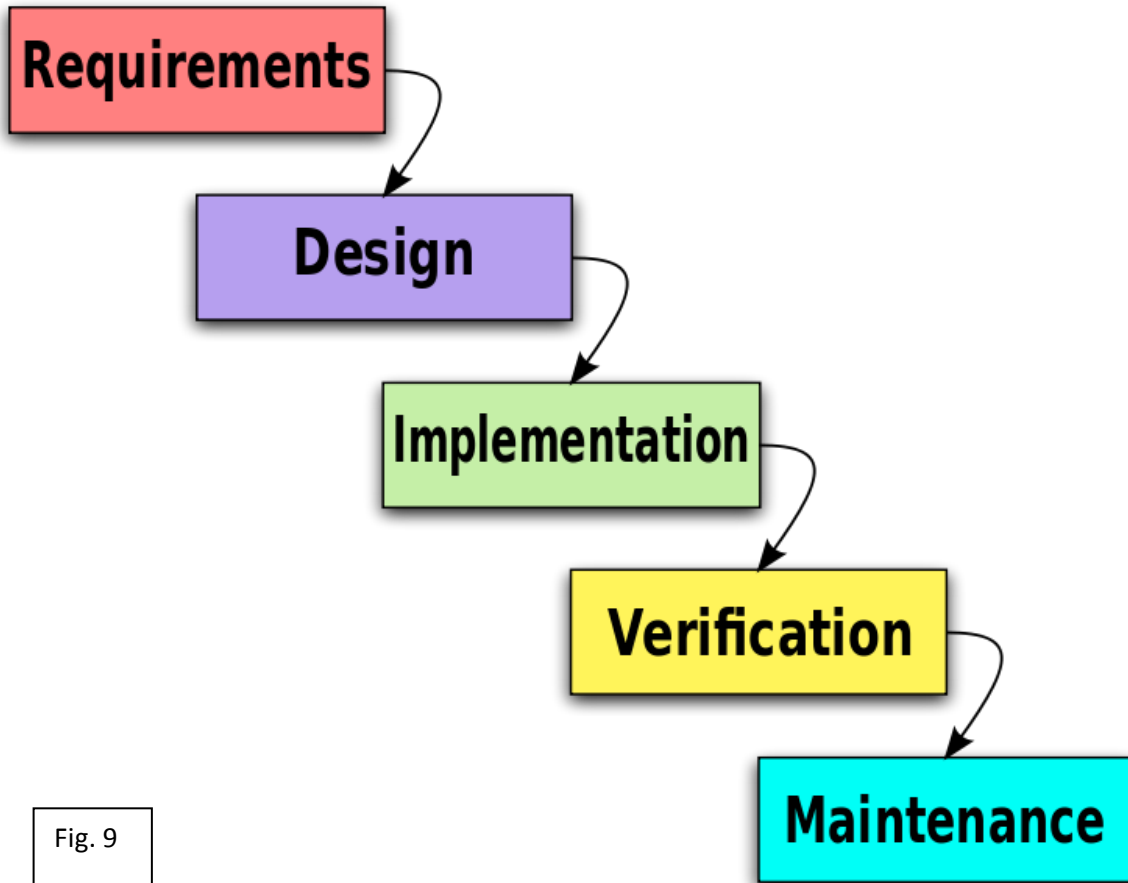 Requirements
Design
Implementation
Verification
Maintenance
Fig. 9